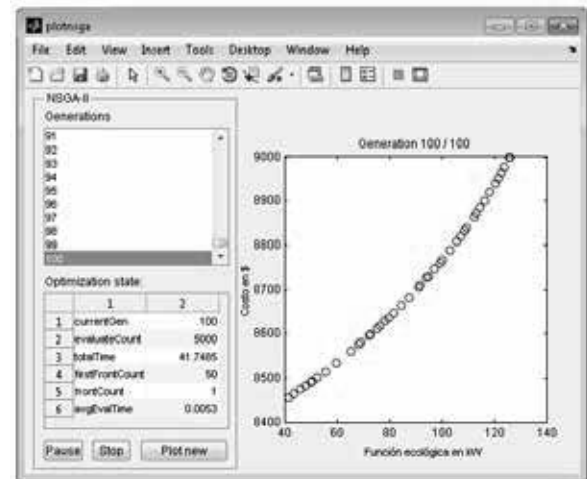 plotnsga
File Edit View Insert Tools Desktop Window Help
NSGA-II
Generations
91
92
93
94
95
96
97
98
99
100
Optimization state:
1 2
1 currentGen 100
2 evaluateCount 5000
3 totalTime 41.7485
4 firstFrontCount 50
5 frontCount 1
6 avgEvalTime 0.0053
Pause Stop Plot new
Generation 100 / 100
Costo en $
9000
8800
8700
8600
8500
8400
40 60 80 100 120 140
Función ecológica en kW